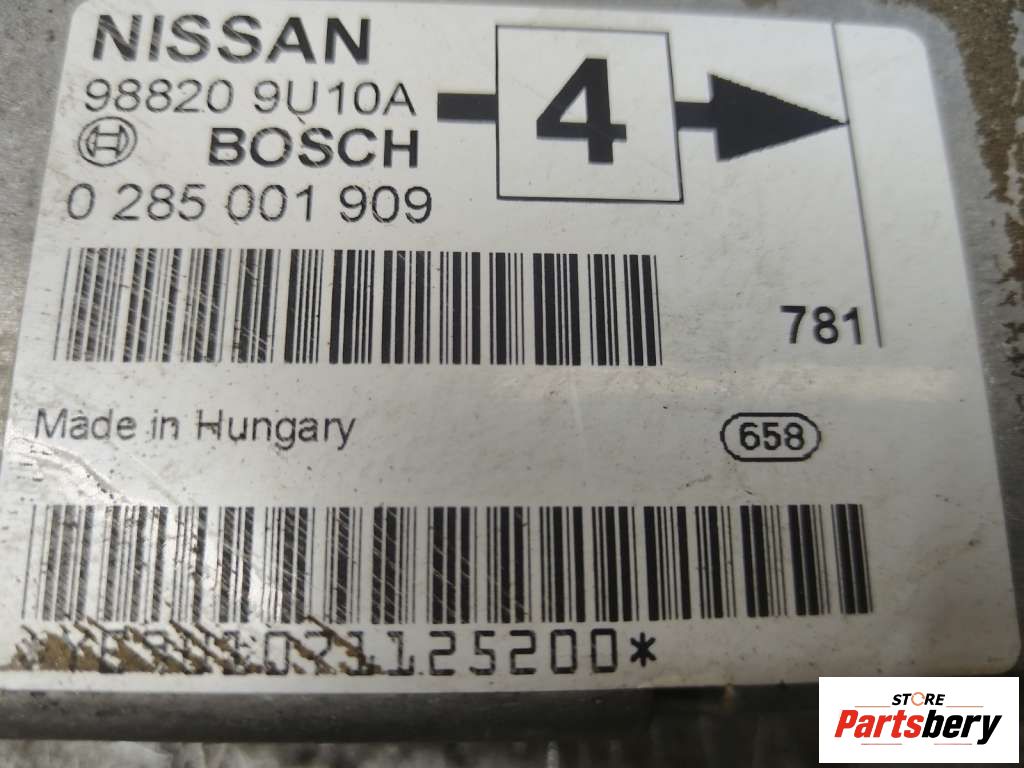 NISSAN
98820 9U10A
4
BOSCH
0 285 001 909
781
Made in Hungary
658
STORE
Partsbery